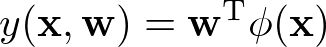 y(𝐱, 𝐰) = 𝐰ᵀϕ(𝐱)